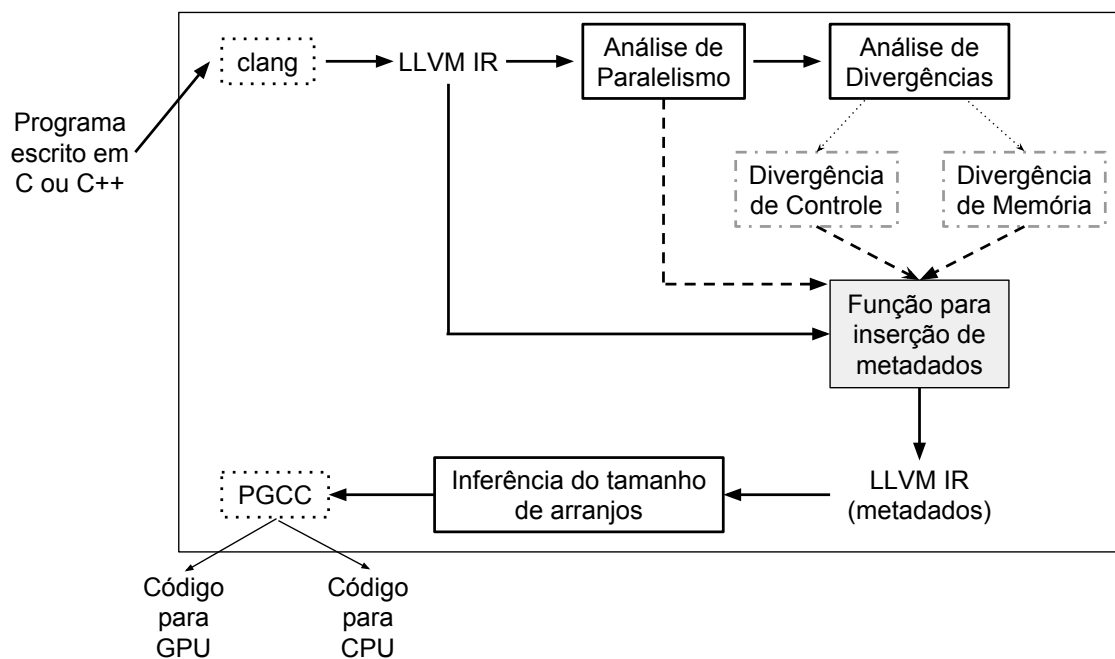 clang
LLVM IR
Análise de
Paralelismo
Análise de
Divergências
Programa
escrito em
C ou C++
Divergência
de Controle
Divergência
de Memória
Função para
inserção de
metadados
LLVM IR
(metadados)
Inferência do tamanho
de arranjos
PGCC
Código
para
GPU
Código
para
CPU